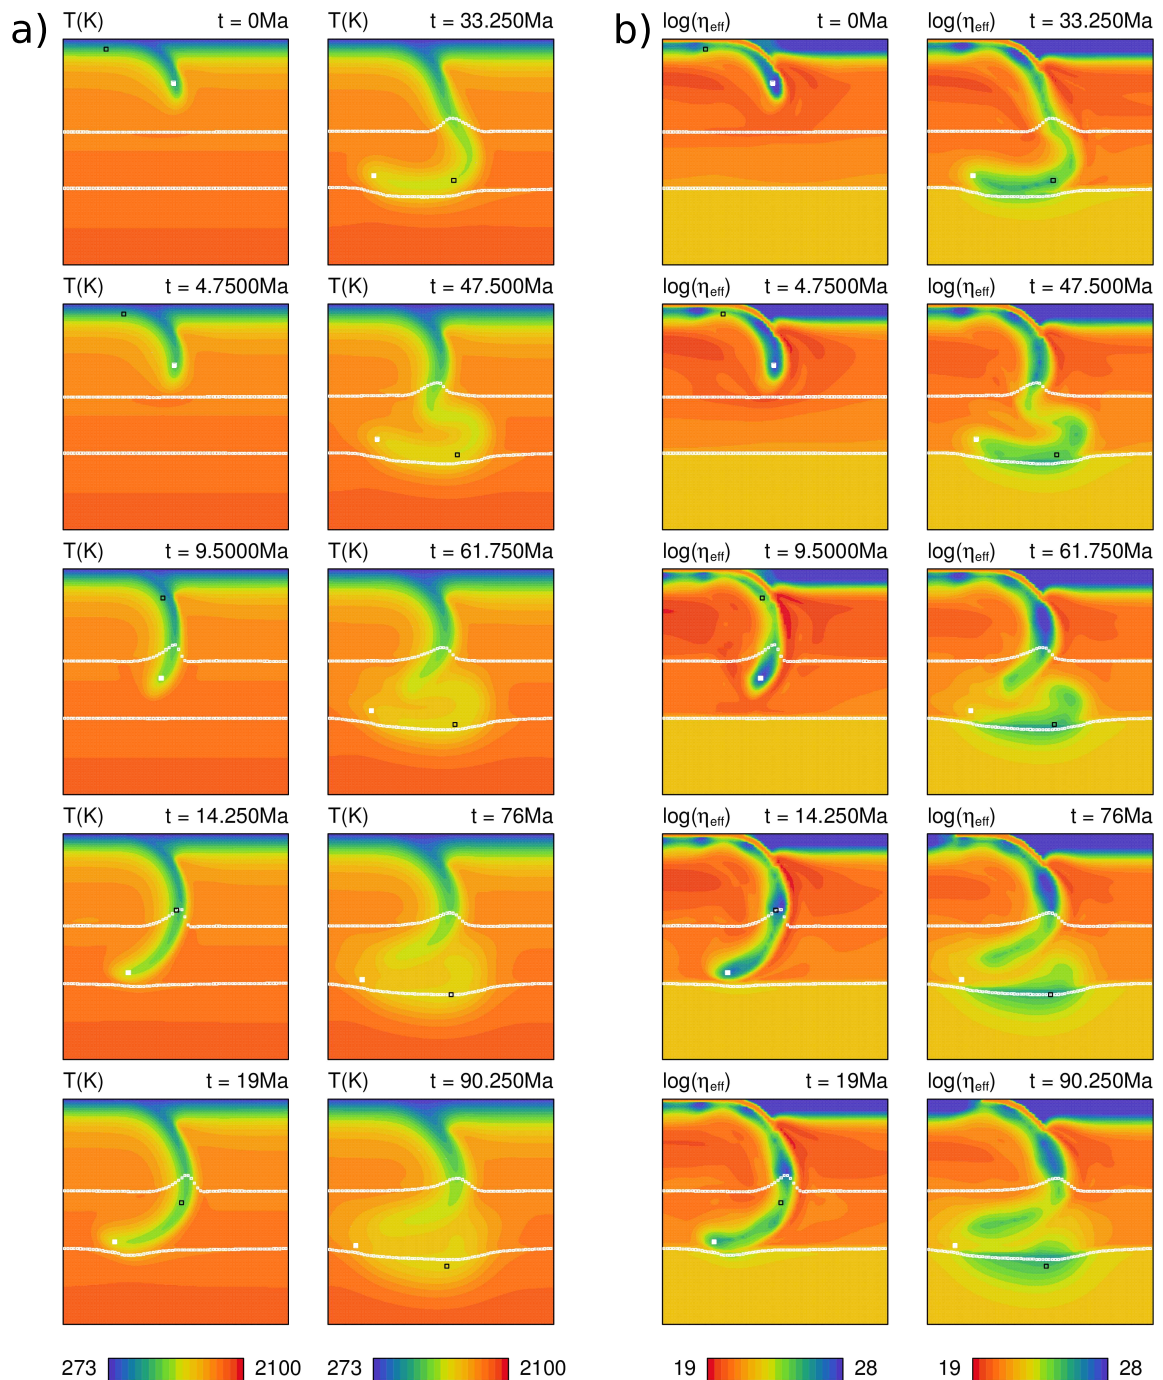 a)
T(K) t = 0Ma
T(K) t = 33.250Ma
b)
log(ηeff) t = 0Ma
log(ηeff) t = 33.250Ma
T(K) t = 4.7500Ma
T(K) t = 47.500Ma
log(ηeff) t = 4.7500Ma
log(ηeff) t = 47.500Ma
T(K) t = 9.5000Ma
T(K) t = 61.750Ma
log(ηeff) t = 9.5000Ma
log(ηeff) t = 61.750Ma
T(K) t = 14.250Ma
T(K) t = 76Ma
log(ηeff) t = 14.250Ma
log(ηeff) t = 76Ma
T(K) t = 19Ma
T(K) t = 90.250Ma
log(ηeff) t = 19Ma
log(ηeff) t = 90.250Ma
273 2100
273 2100
19 28
19 28